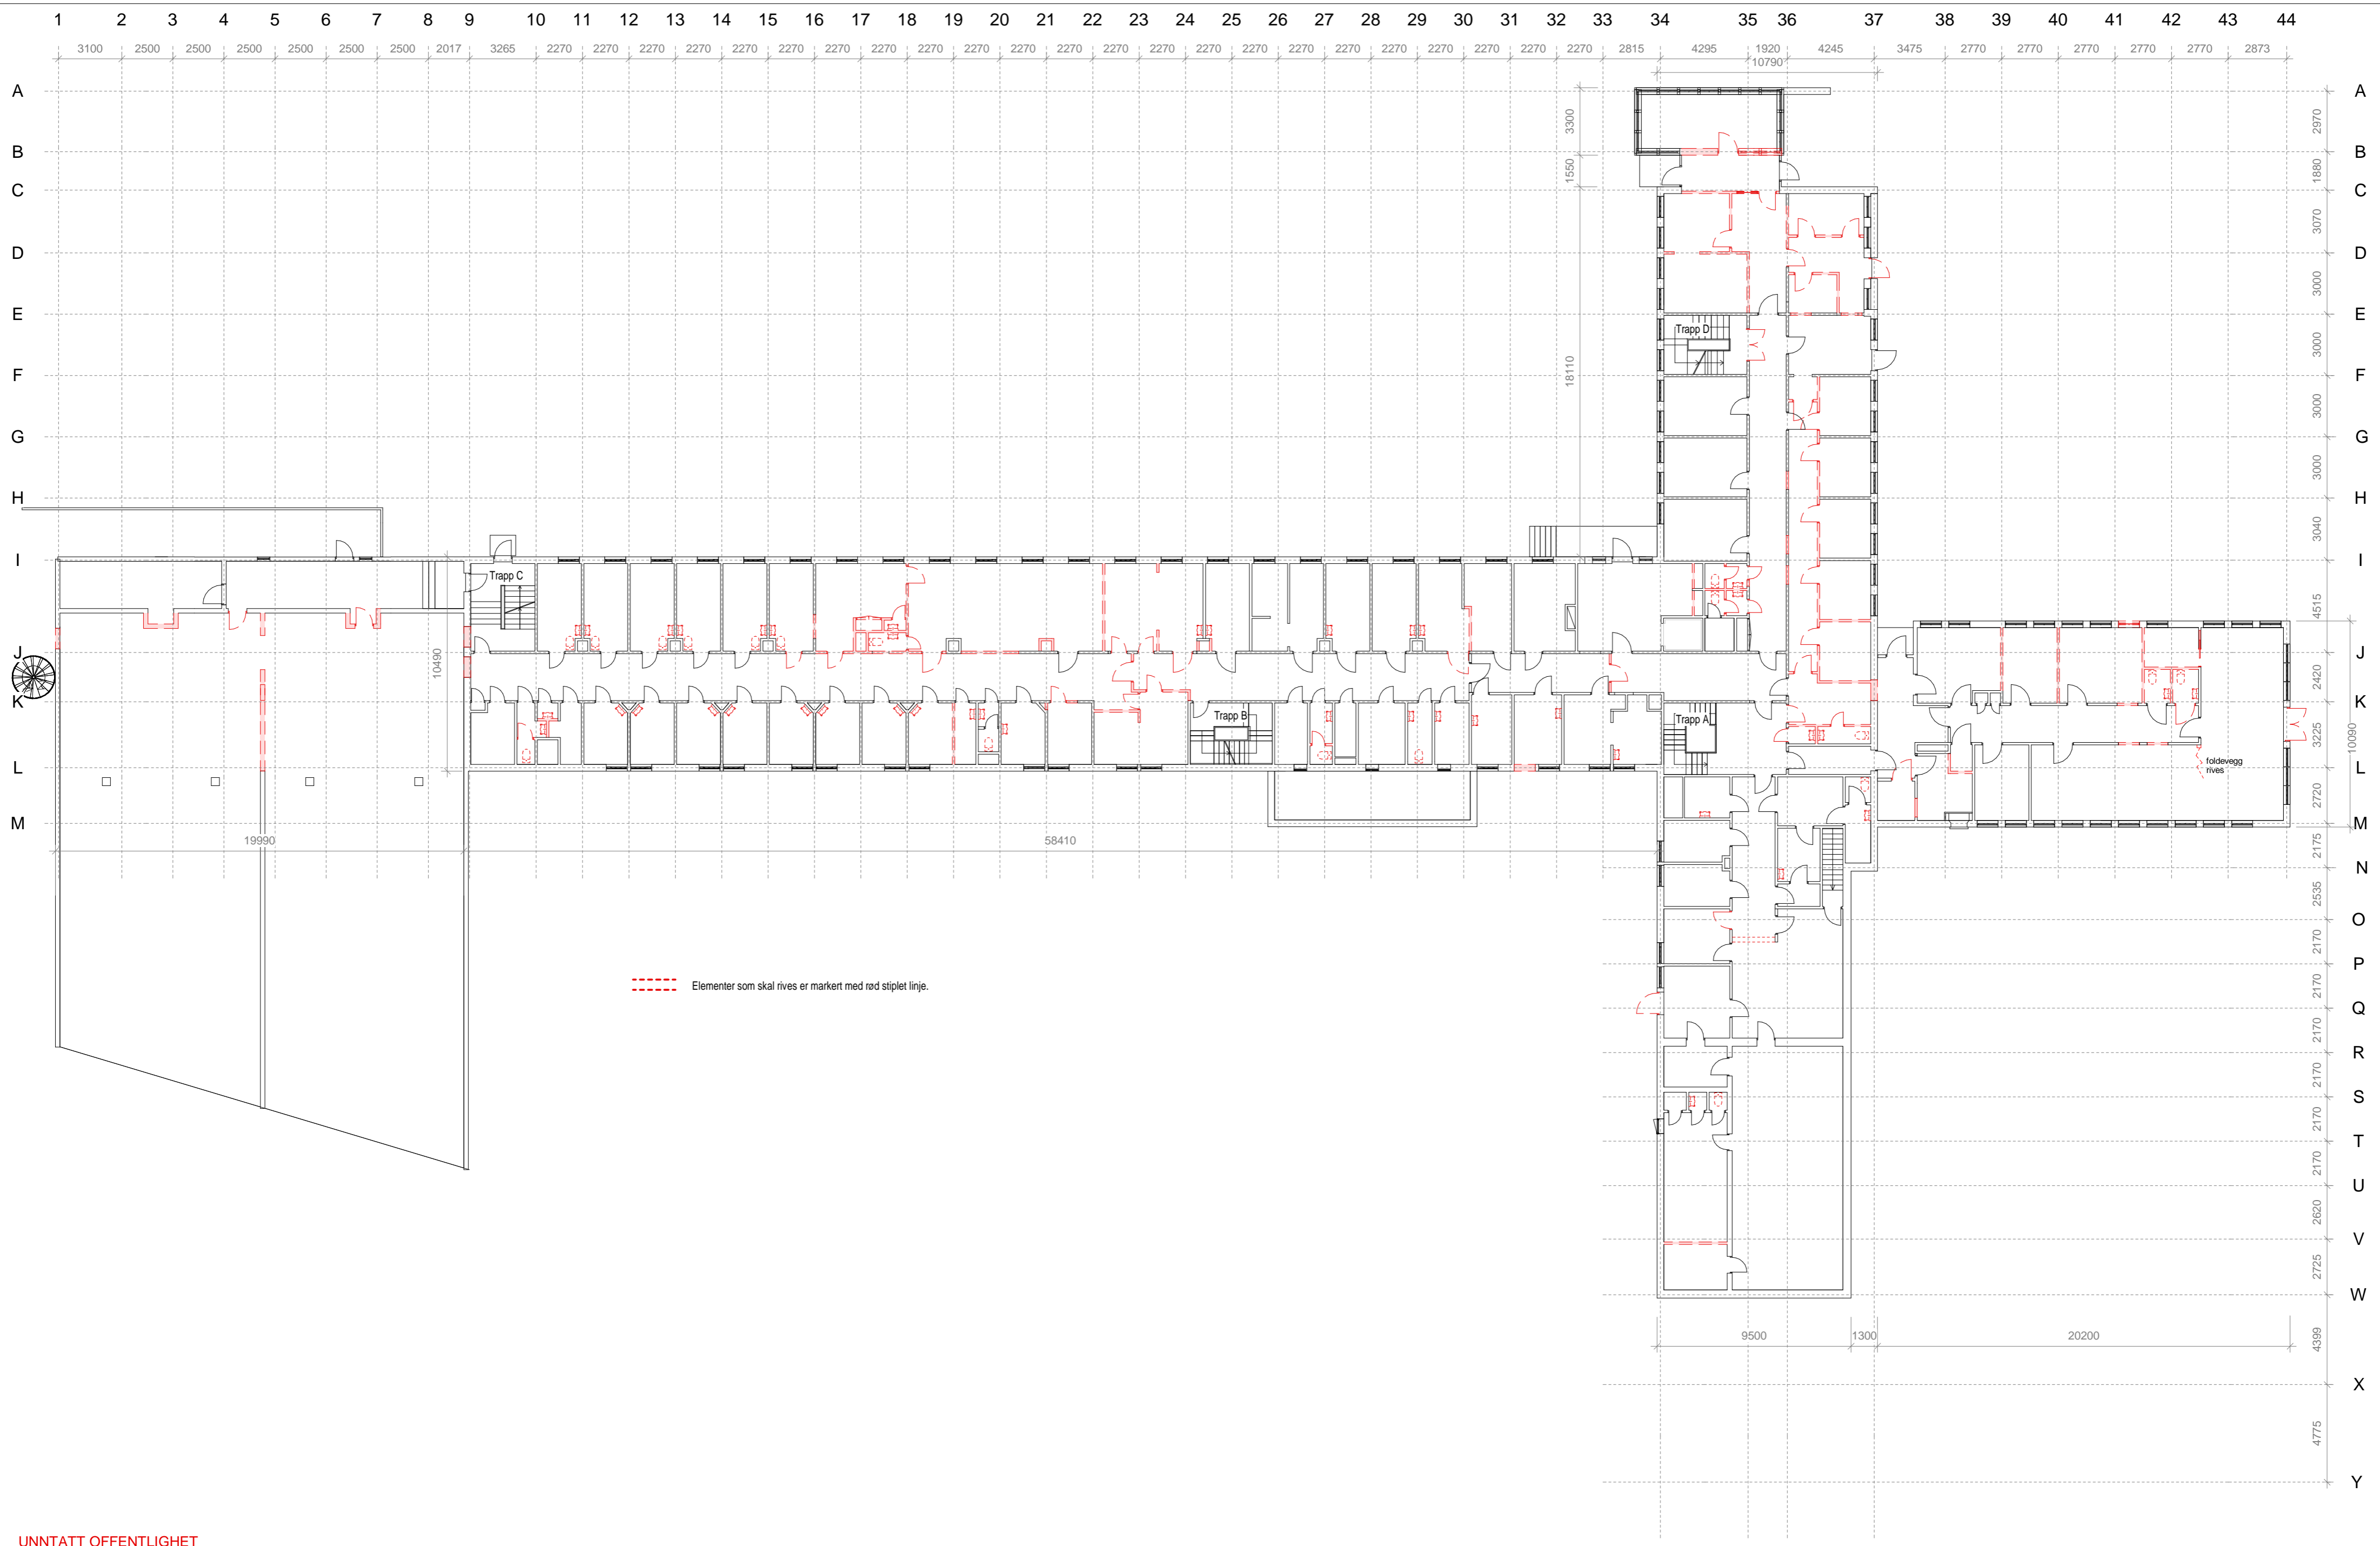 1 2 3 4 5 6 7 8 9 10 11 12 13 14 15 16 17 18 19 20 21 22 23 24 25 26 27 28 29 30 31 32 33 34 35 36 37 38 39 40 41 42 43 44
3100 2500 2500 2500 2500 2500 2500 2017 3265 2270 2270 2270 2270 2270 2270 2270 2270 2270 2270 2270 2270 2270 2270 2270 2270 2270 2270 2270 2270 2270 2270 2270 2815 4295 1920 4245 3475 2770 2770 2770 2770 2770 2873
10790
A A
3300 2970
B B
1550 1880
C C
3070
D D
3000
E E
Trapp D
3000
F F
18110
3000
G G
3000
H H
3040
I I
Trapp C
4515
J J
10490 2420
K K
Trapp B Trapp A
3225 10090
L L
foldevegg
rives
2720
M M
19990 58410
2175
N
2535
O
2170
P
Elementer som skal rives er markert med rød stiplet linje.
2170
Q
2170
R
2170
S
2170
T
2170
U
2620
V
2725
W
9500 1300 20200
4399
X
4775
Y
UNNTATT OFFENTLIGHET